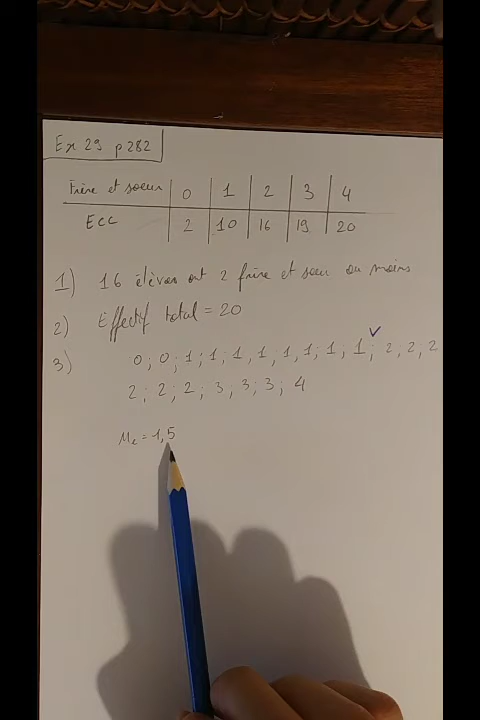 Ex 29 p 282
Frère et soeur 0 1 2 3 4
ECC 2 10 16 19 20
1) 16 élèves ont 2 frère et soeur ou moins
2) Effectif total = 20
3) 0 ; 0 ; 1 ; 1 ; 1 ; 1 ; 1 ; 1 ; 1 ; 1 ; 2 ; 2 ; 2
2 ; 2 ; 2 ; 3 ; 3 ; 3 ; 4
Me = 1,5